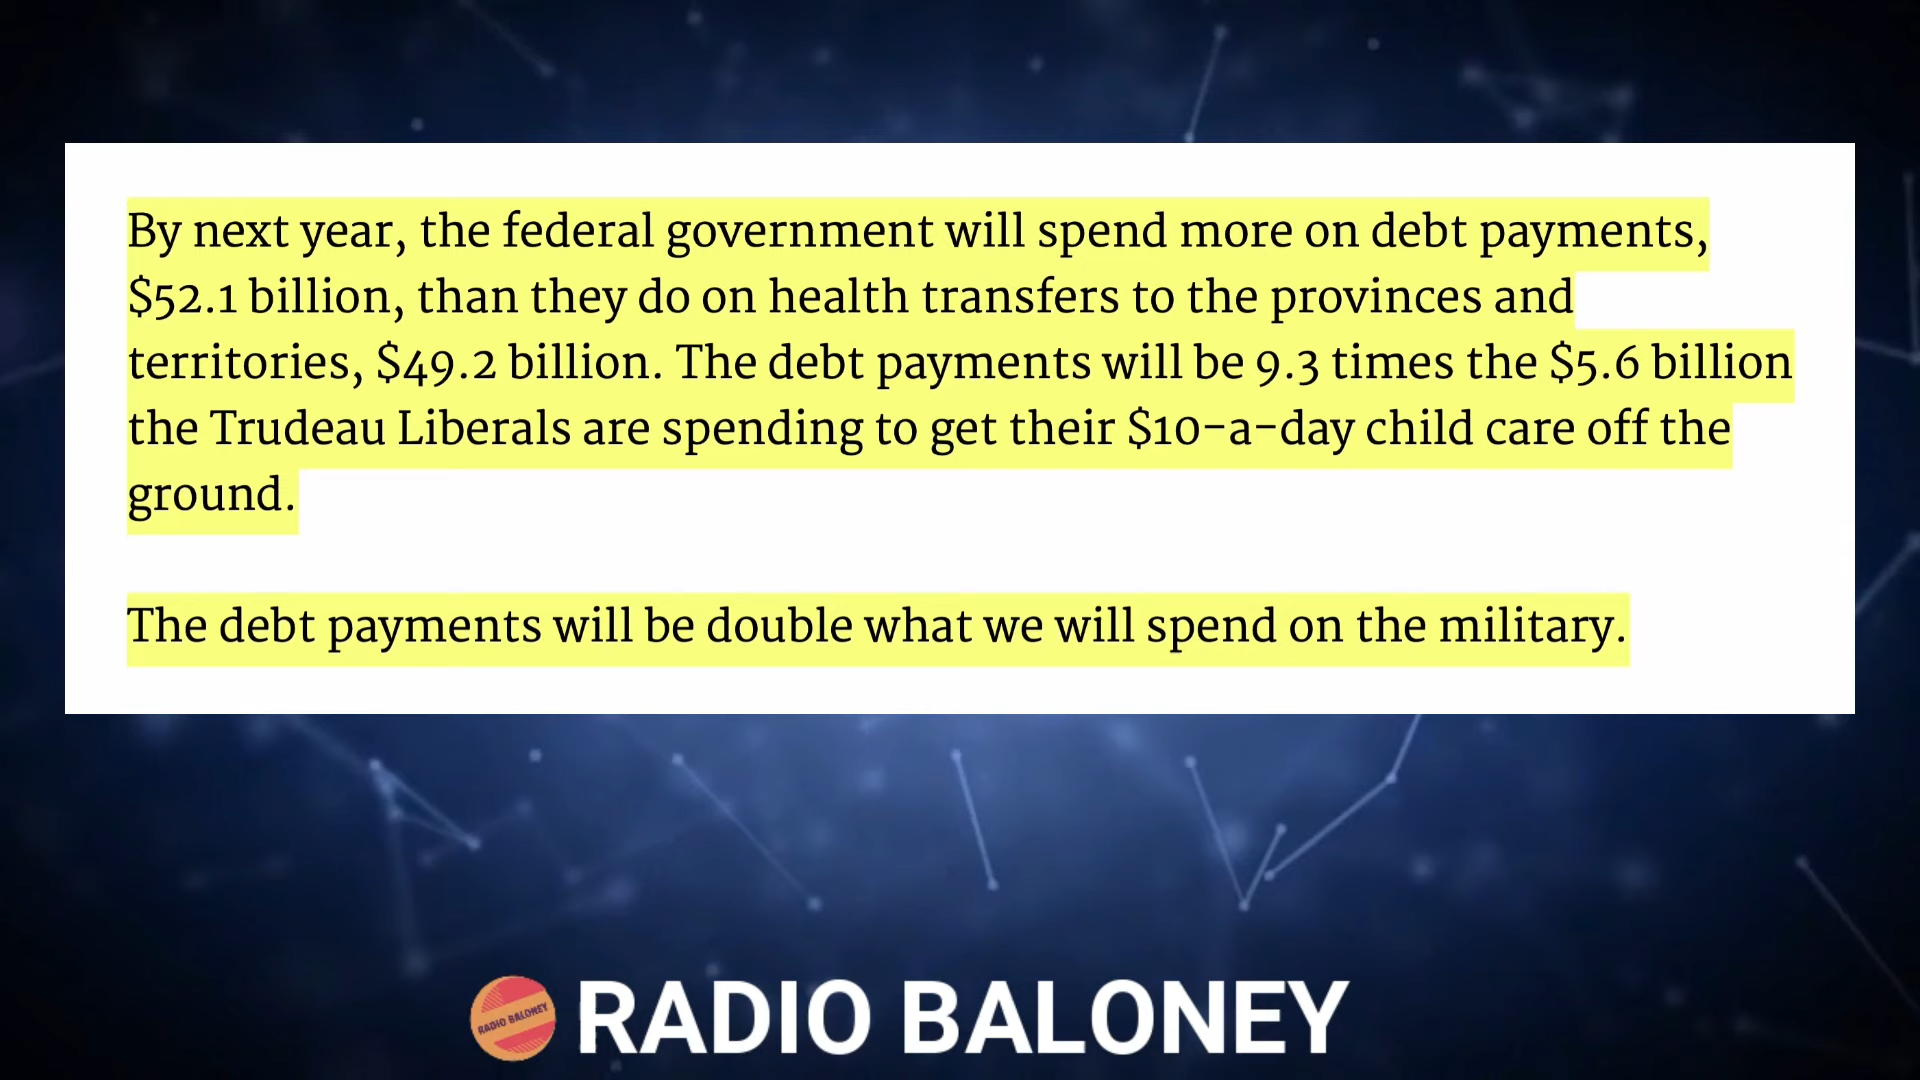 By next year, the federal government will spend more on debt payments,
$52.1 billion, than they do on health transfers to the provinces and
territories, $49.2 billion. The debt payments will be 9.3 times the $5.6 billion
the Trudeau Liberals are spending to get their $10-a-day child care off the
ground.
The debt payments will be double what we will spend on the military.
RADIO BALONEY
RADIO BALONEY